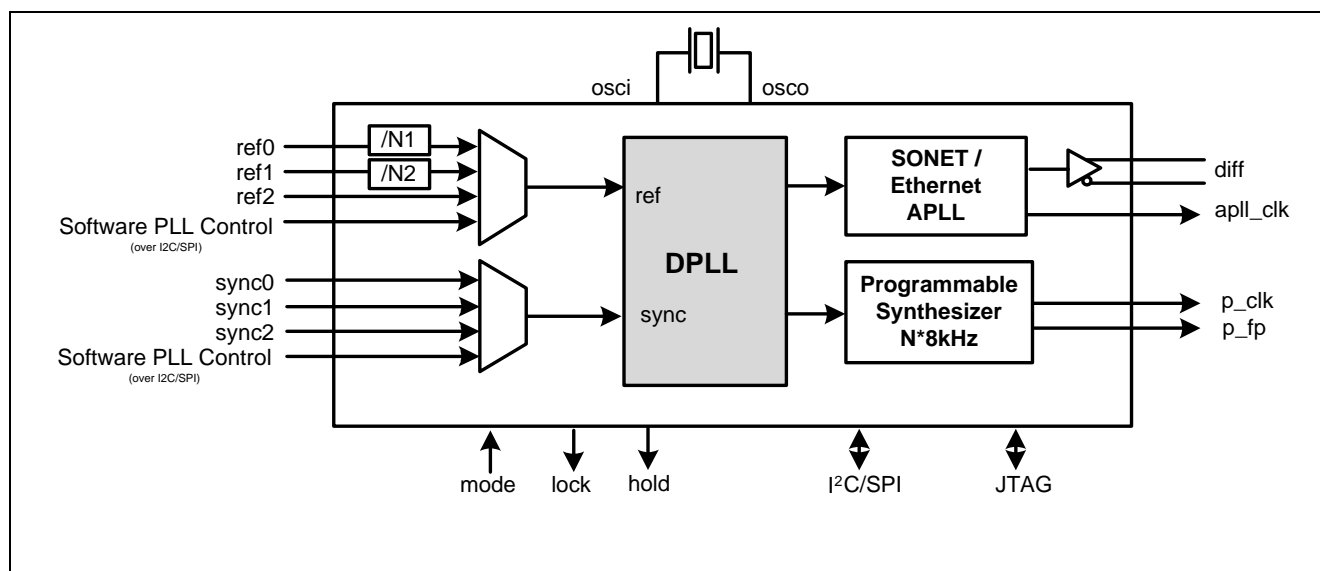 osci
osco
ref0
/N1
ref1
/N2
ref2
Software PLL Control
(over I2C/SPI)
sync0
sync1
sync2
Software PLL Control
(over I2C/SPI)
ref
DPLL
sync
SONET /
Ethernet
APLL
Programmable
Synthesizer
N*8kHz
diff
apll_clk
p_clk
p_fp
mode
lock
hold
I²C/SPI
JTAG